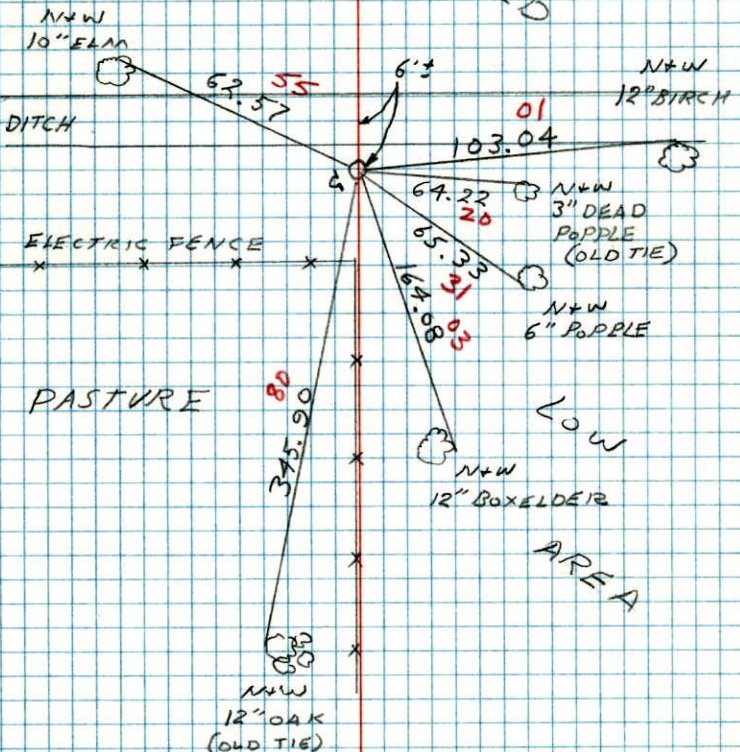 N+W
10" ELM
62.57
55
6'±
N+W
12" BIRCH
DITCH
01
103.04
64.22
20
N+W
3" DEAD
POPPLE
(OLD TIE)
65.33
31
ELECTRIC FENCE
164.08
03
N+W
6" POPPLE
PASTURE
80
345.90
LOW
AREA
N+W
12" BOXELDER
N+W
12" OAK
(OLD TIE)